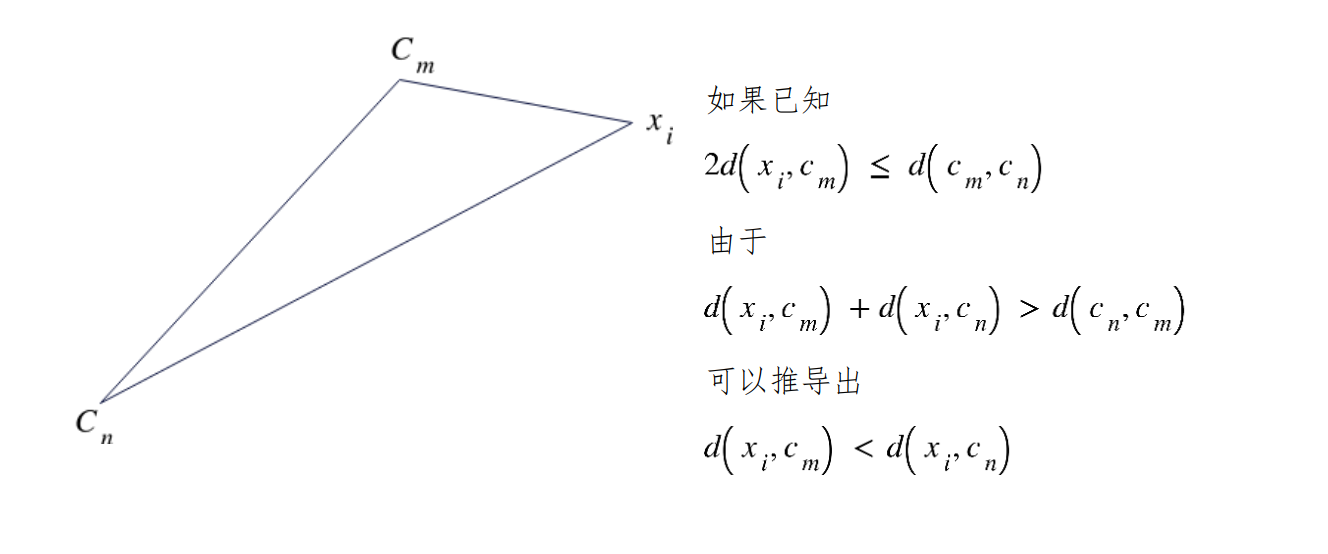 C_m
x_i
C_n
如果已知
2d(x_i, c_m) ≤ d(c_m, c_n)
由于
d(x_i, c_m) + d(x_i, c_n) > d(c_n, c_m)
可以推导出
d(x_i, c_m) < d(x_i, c_n)